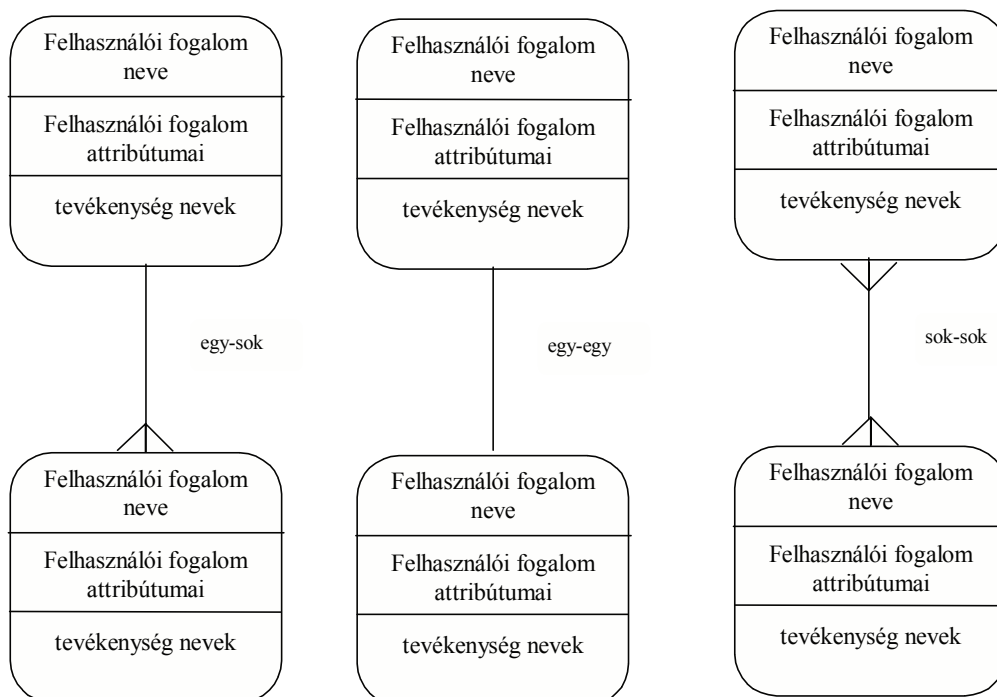 Felhasználói fogalom
neve
Felhasználói fogalom
attribútumai
tevékenység nevek
Felhasználói fogalom
neve
Felhasználói fogalom
attribútumai
tevékenység nevek
Felhasználói fogalom
neve
Felhasználói fogalom
attribútumai
tevékenység nevek
egy-sok
egy-egy
sok-sok
Felhasználói fogalom
neve
Felhasználói fogalom
attribútumai
tevékenység nevek
Felhasználói fogalom
neve
Felhasználói fogalom
attribútumai
tevékenység nevek
Felhasználói fogalom
neve
Felhasználói fogalom
attribútumai
tevékenység nevek